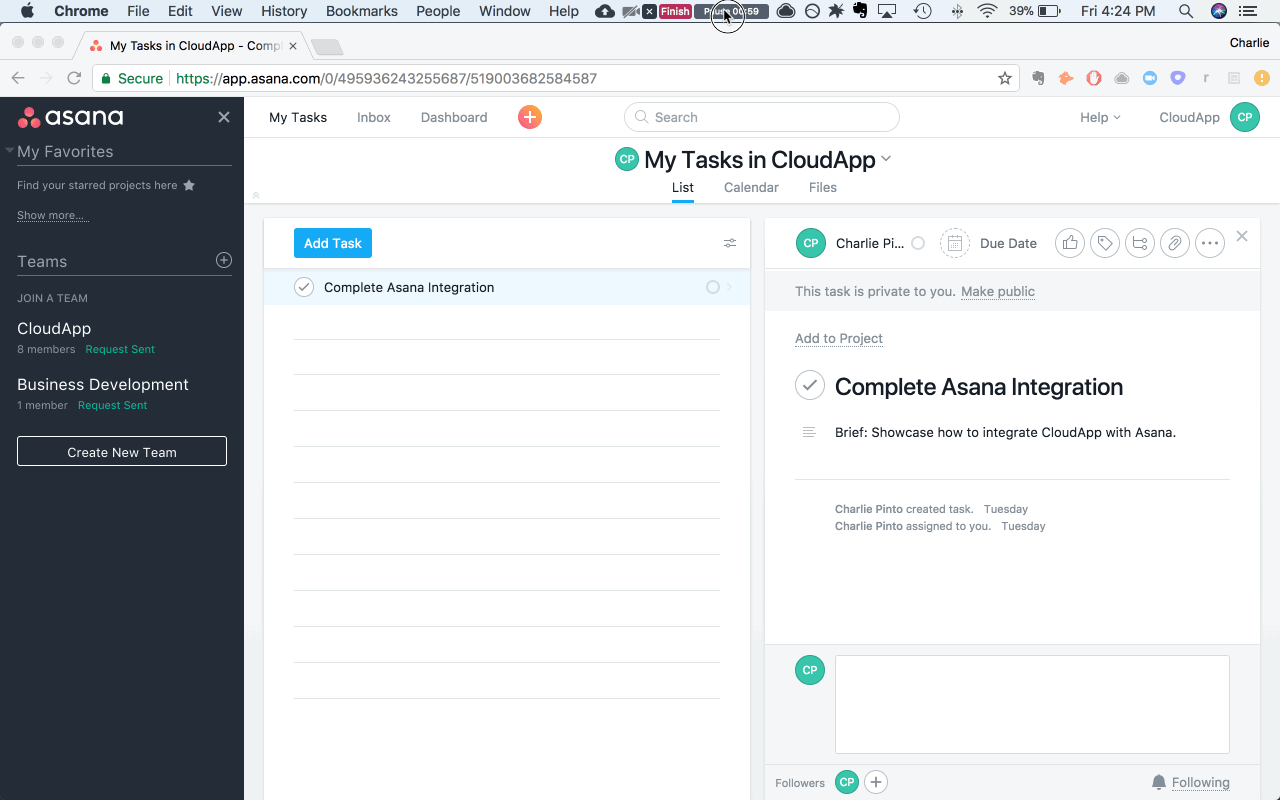 Chrome File Edit View History Bookmarks People Window Help Finish 00:59 39% Fri 4:24 PM
My Tasks in CloudApp - Comp
Charlie
Secure https://app.asana.com/0/495936243255687/519003682584587
asana
My Favorites
Find your starred projects here
Show more...
Teams
JOIN A TEAM
CloudApp
8 members Request Sent
Business Development
1 member Request Sent
Create New Team
My Tasks Inbox Dashboard Search Help CloudApp CP
CP My Tasks in CloudApp
List Calendar Files
Add Task
Complete Asana Integration
CP Charlie Pi... Due Date
This task is private to you. Make public
Add to Project
Complete Asana Integration
Brief: Showcase how to integrate CloudApp with Asana.
Charlie Pinto created task. Tuesday
Charlie Pinto assigned to you. Tuesday
CP
Followers CP Following